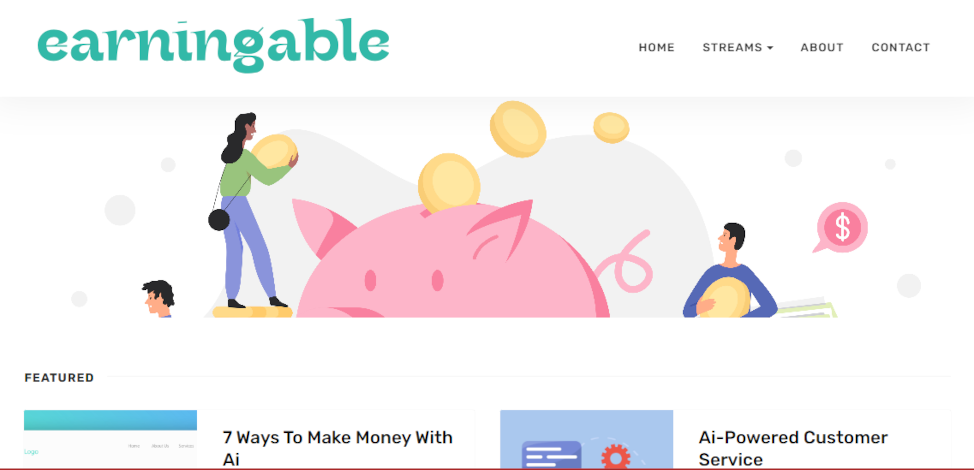 earningable
HOME STREAMS ABOUT CONTACT
$
FEATURED
Logo
Home About Us Services
7 Ways To Make Money With
Ai
Ai-Powered Customer
Service